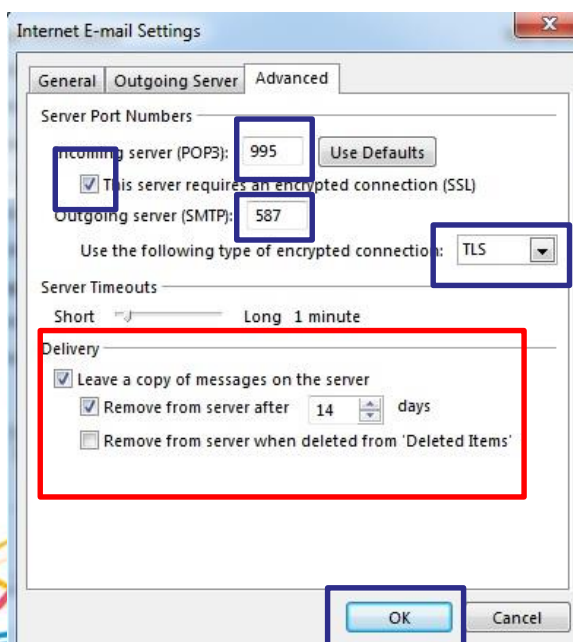 Internet E-mail Settings
X
General Outgoing Server Advanced
Server Port Numbers
Incoming server (POP3): 995 Use Defaults
This server requires an encrypted connection (SSL)
Outgoing server (SMTP): 587
Use the following type of encrypted connection: TLS
Server Timeouts
Short Long 1 minute
Delivery
Leave a copy of messages on the server
Remove from server after 14 days
Remove from server when deleted from 'Deleted Items'
OK Cancel